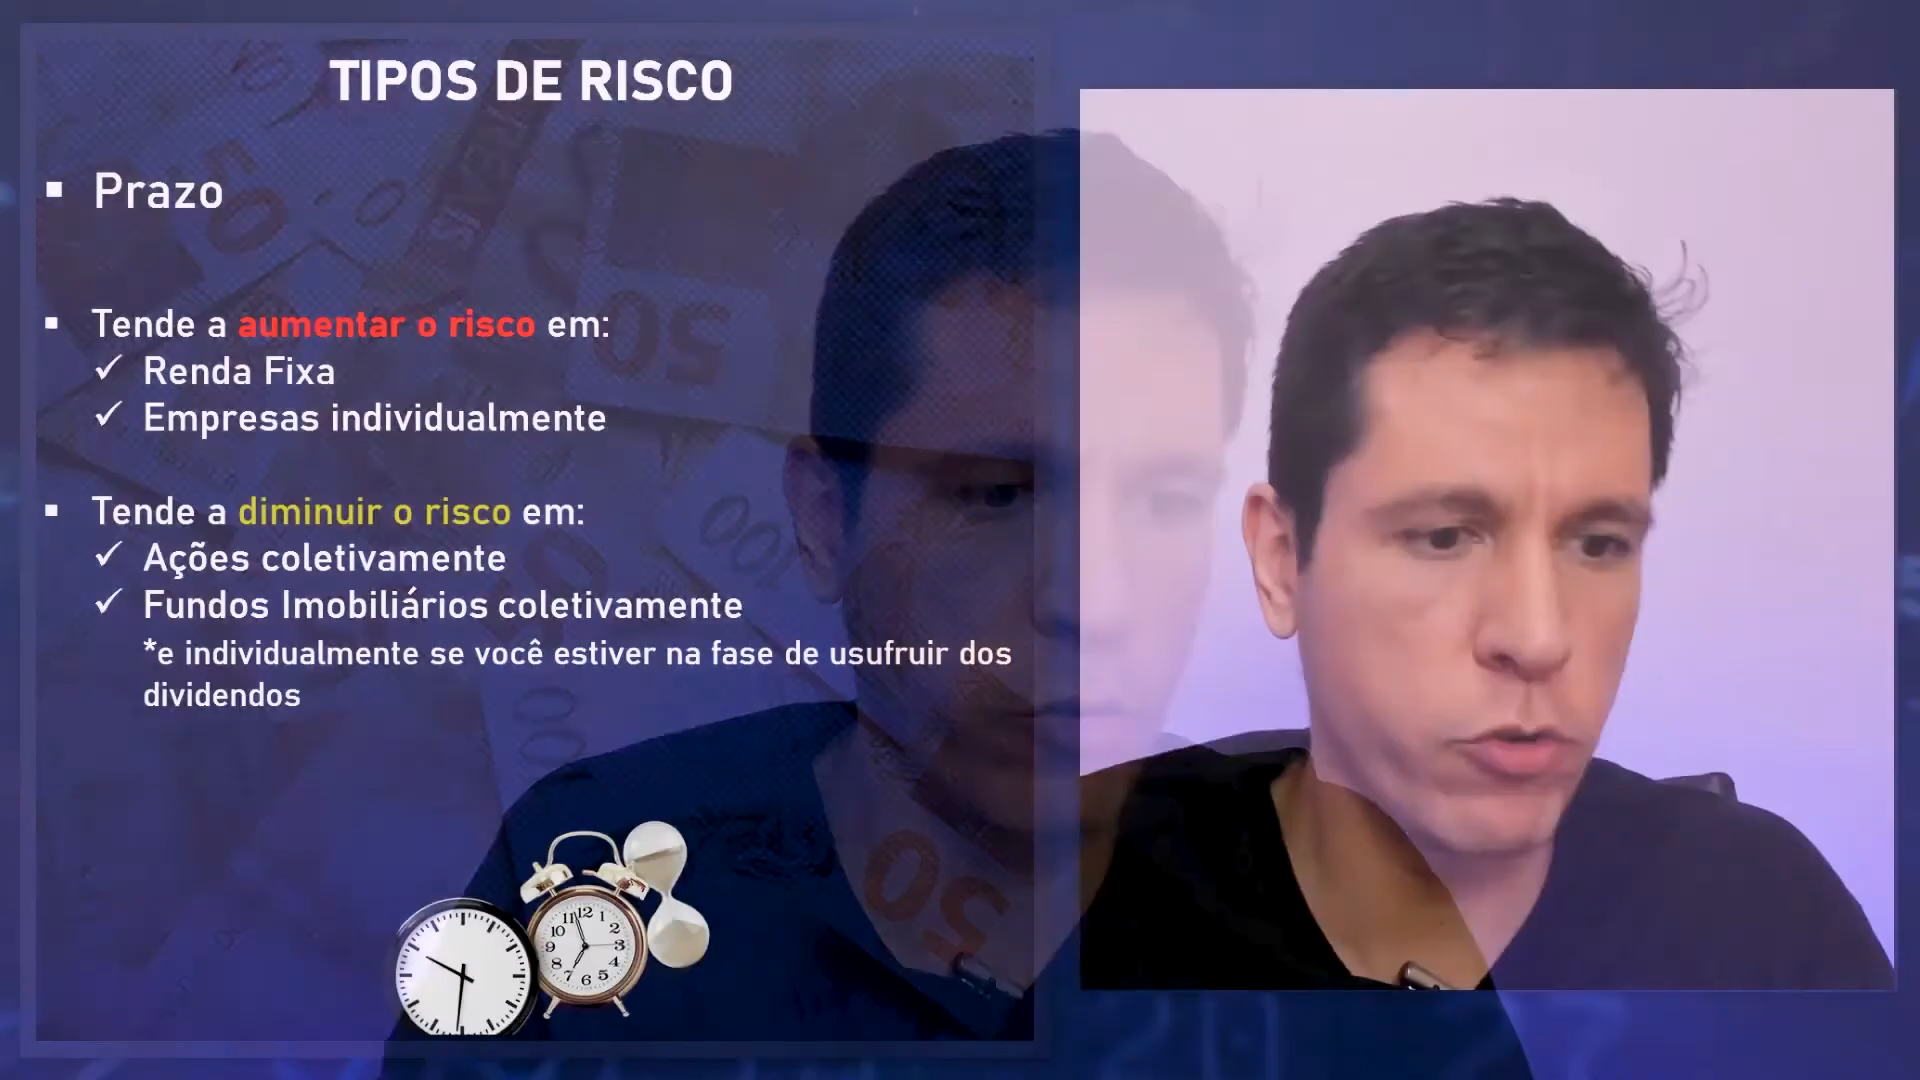 TIPOS DE RISCO
▪ Prazo
▪ Tende a aumentar o risco em:
✓ Renda Fixa
✓ Empresas individualmente
▪ Tende a diminuir o risco em:
✓ Ações coletivamente
✓ Fundos Imobiliários coletivamente
*e individualmente se você estiver na fase de usufruir dos
dividendos